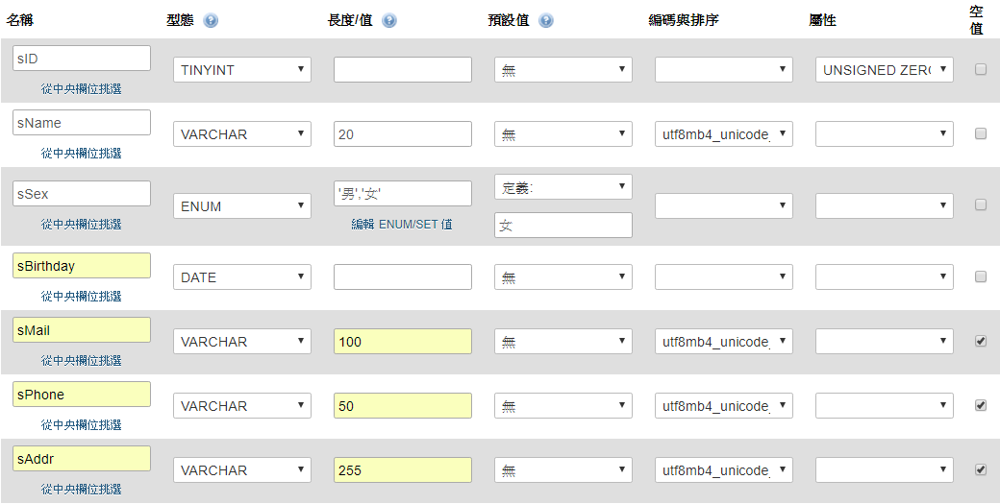 名稱 型態 長度/值 預設值 編碼與排序 屬性 空值
sID TINYINT 無 UNSIGNED ZERO
從中央欄位挑選
sName VARCHAR 20 無 utf8mb4_unicode_
從中央欄位挑選
sSex ENUM '男','女' 定義:
從中央欄位挑選 編輯 ENUM/SET 值 女
sBirthday DATE 無
從中央欄位挑選
sMail VARCHAR 100 無 utf8mb4_unicode_
從中央欄位挑選
sPhone VARCHAR 50 無 utf8mb4_unicode_
從中央欄位挑選
sAddr VARCHAR 255 無 utf8mb4_unicode_
從中央欄位挑選